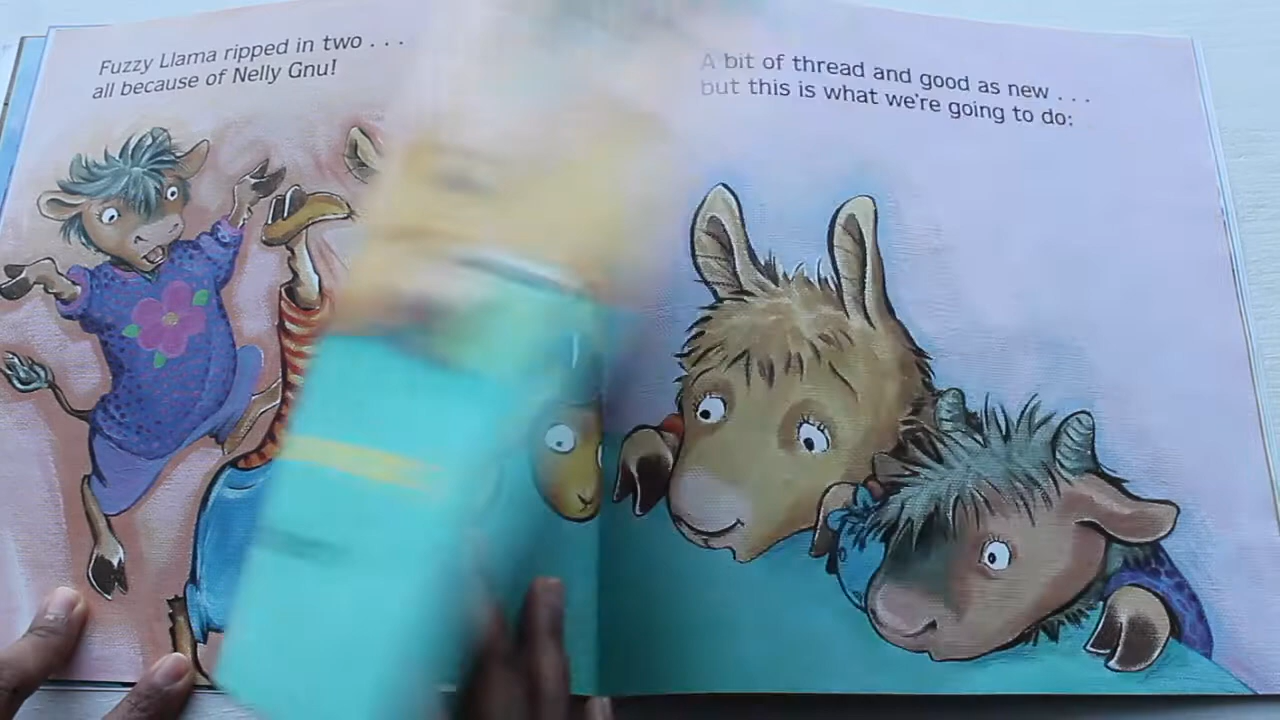 Fuzzy Llama ripped in two . . .
all because of Nelly Gnu!
A bit of thread and good as new . . .
but this is what we're going to do: